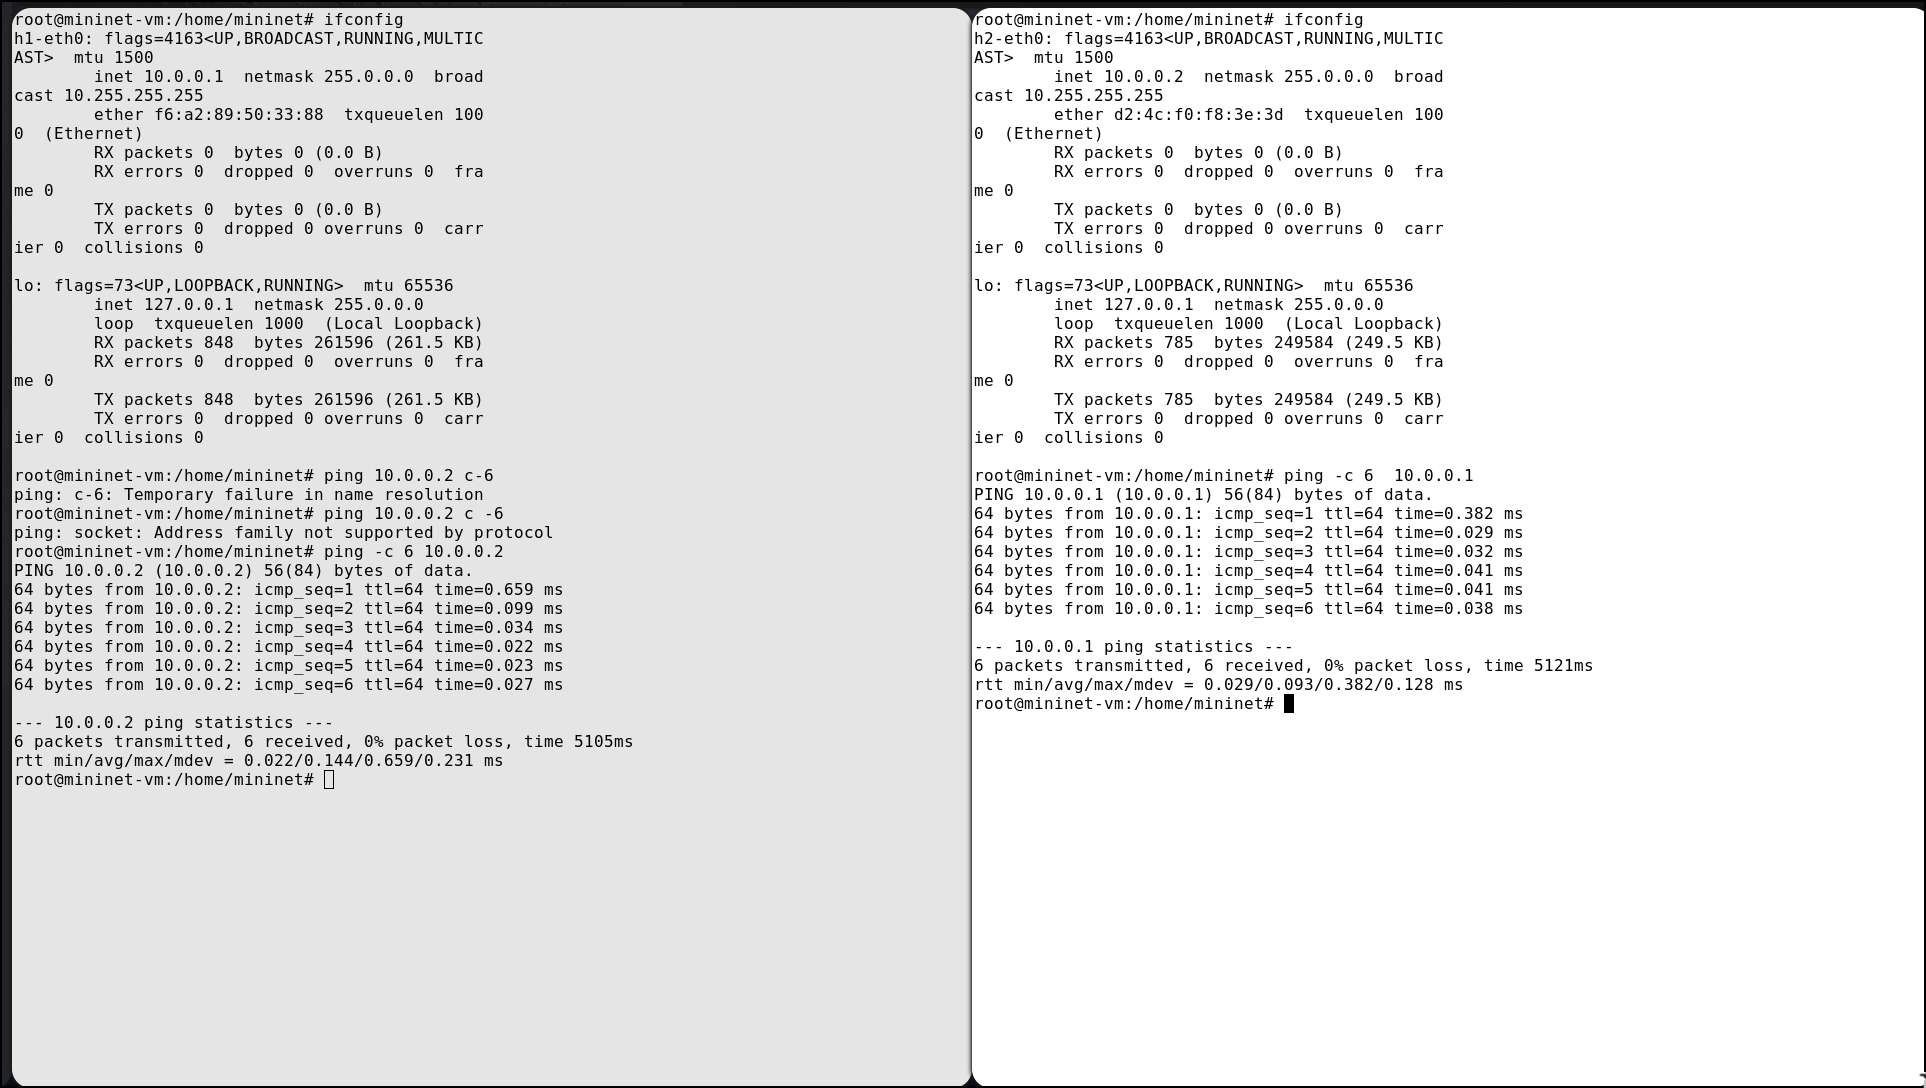 root@mininet-vm:/home/mininet# ifconfig
h1-eth0: flags=4163<UP,BROADCAST,RUNNING,MULTIC
AST>  mtu 1500
        inet 10.0.0.1  netmask 255.0.0.0  broad
cast 10.255.255.255
        ether f6:a2:89:50:33:88  txqueuelen 100
0  (Ethernet)
        RX packets 0  bytes 0 (0.0 B)
        RX errors 0  dropped 0  overruns 0  fra
me 0
        TX packets 0  bytes 0 (0.0 B)
        TX errors 0  dropped 0 overruns 0  carr
ier 0  collisions 0

lo: flags=73<UP,LOOPBACK,RUNNING>  mtu 65536
        inet 127.0.0.1  netmask 255.0.0.0
        loop  txqueuelen 1000  (Local Loopback)
        RX packets 848  bytes 261596 (261.5 KB)
        RX errors 0  dropped 0  overruns 0  fra
me 0
        TX packets 848  bytes 261596 (261.5 KB)
        TX errors 0  dropped 0 overruns 0  carr
ier 0  collisions 0

root@mininet-vm:/home/mininet# ping 10.0.0.2 c-6
ping: c-6: Temporary failure in name resolution
root@mininet-vm:/home/mininet# ping 10.0.0.2 c -6
ping: socket: Address family not supported by protocol
root@mininet-vm:/home/mininet# ping -c 6 10.0.0.2
PING 10.0.0.2 (10.0.0.2) 56(84) bytes of data.
64 bytes from 10.0.0.2: icmp_seq=1 ttl=64 time=0.659 ms
64 bytes from 10.0.0.2: icmp_seq=2 ttl=64 time=0.099 ms
64 bytes from 10.0.0.2: icmp_seq=3 ttl=64 time=0.034 ms
64 bytes from 10.0.0.2: icmp_seq=4 ttl=64 time=0.022 ms
64 bytes from 10.0.0.2: icmp_seq=5 ttl=64 time=0.023 ms
64 bytes from 10.0.0.2: icmp_seq=6 ttl=64 time=0.027 ms

--- 10.0.0.2 ping statistics ---
6 packets transmitted, 6 received, 0% packet loss, time 5105ms
rtt min/avg/max/mdev = 0.022/0.144/0.659/0.231 ms
root@mininet-vm:/home/mininet#

root@mininet-vm:/home/mininet# ifconfig
h2-eth0: flags=4163<UP,BROADCAST,RUNNING,MULTIC
AST>  mtu 1500
        inet 10.0.0.2  netmask 255.0.0.0  broad
cast 10.255.255.255
        ether d2:4c:f0:f8:3e:3d  txqueuelen 100
0  (Ethernet)
        RX packets 0  bytes 0 (0.0 B)
        RX errors 0  dropped 0  overruns 0  fra
me 0
        TX packets 0  bytes 0 (0.0 B)
        TX errors 0  dropped 0 overruns 0  carr
ier 0  collisions 0

lo: flags=73<UP,LOOPBACK,RUNNING>  mtu 65536
        inet 127.0.0.1  netmask 255.0.0.0
        loop  txqueuelen 1000  (Local Loopback)
        RX packets 785  bytes 249584 (249.5 KB)
        RX errors 0  dropped 0  overruns 0  fra
me 0
        TX packets 785  bytes 249584 (249.5 KB)
        TX errors 0  dropped 0 overruns 0  carr
ier 0  collisions 0

root@mininet-vm:/home/mininet# ping -c 6  10.0.0.1
PING 10.0.0.1 (10.0.0.1) 56(84) bytes of data.
64 bytes from 10.0.0.1: icmp_seq=1 ttl=64 time=0.382 ms
64 bytes from 10.0.0.1: icmp_seq=2 ttl=64 time=0.029 ms
64 bytes from 10.0.0.1: icmp_seq=3 ttl=64 time=0.032 ms
64 bytes from 10.0.0.1: icmp_seq=4 ttl=64 time=0.041 ms
64 bytes from 10.0.0.1: icmp_seq=5 ttl=64 time=0.041 ms
64 bytes from 10.0.0.1: icmp_seq=6 ttl=64 time=0.038 ms

--- 10.0.0.1 ping statistics ---
6 packets transmitted, 6 received, 0% packet loss, time 5121ms
rtt min/avg/max/mdev = 0.029/0.093/0.382/0.128 ms
root@mininet-vm:/home/mininet#